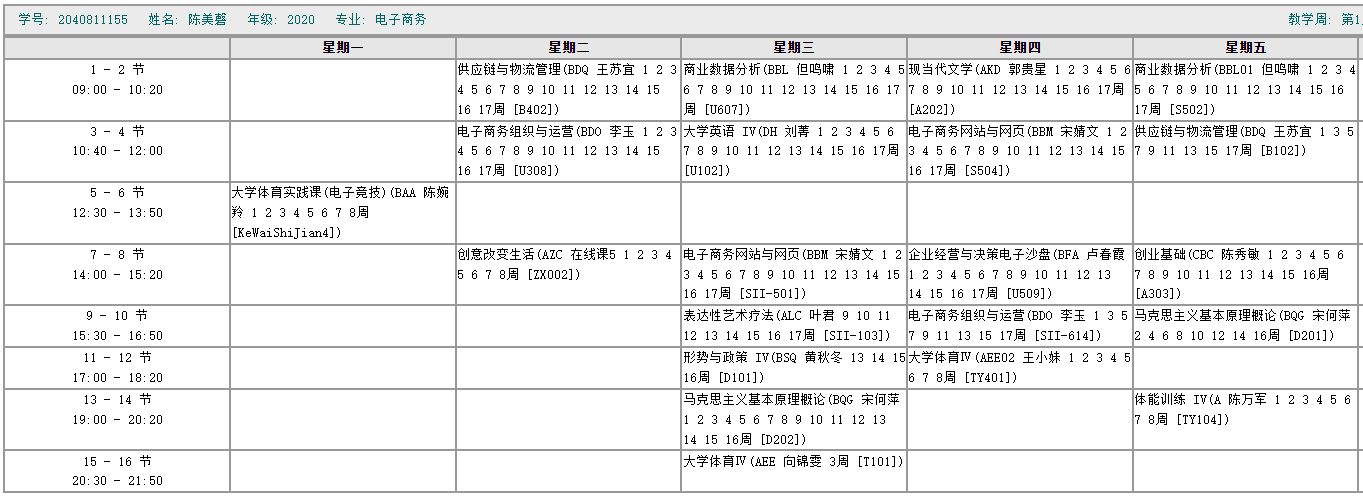 学号: 2040811155 姓名: 陈美磬 年级: 2020 专业: 电子商务 教学周: 第1
星期一 星期二 星期三 星期四 星期五
1 - 2 节
09:00 - 10:20
供应链与物流管理(BDQ 王苏宜 1 2 3
4 5 6 7 8 9 10 11 12 13 14 15
16 17周 [B402])
商业数据分析(BBL 但鸣啸 1 2 3 4 5
6 7 8 9 10 11 12 13 14 15 16 17
周 [U607])
现当代文学(AKD 郭贵星 1 2 3 4 5 6
7 8 9 10 11 12 13 14 15 16 17周
[A202])
商业数据分析(BBL01 但鸣啸 1 2 3 4
5 6 7 8 9 10 11 12 13 14 15 16
17周 [S502])
3 - 4 节
10:40 - 12:00
电子商务组织与运营(BDO 李玉 1 2 3
4 5 6 7 8 9 10 11 12 13 14 15
16 17周 [U308])
大学英语 IV(DH 刘菁 1 2 3 4 5 6
7 8 9 10 11 12 13 14 15 16 17周
[U102])
电子商务网站与网页(BBM 宋婧文 1 2
3 4 5 6 7 8 9 10 11 12 13 14 15
16 17周 [S504])
供应链与物流管理(BDQ 王苏宜 1 3 5
7 9 11 13 15 17周 [B102])
5 - 6 节
12:30 - 13:50
大学体育实践课(电子竞技)(BAA 陈婉
羚 1 2 3 4 5 6 7 8周
[KeWaiShiJian4])
7 - 8 节
14:00 - 15:20
创意改变生活(AZC 在线课5 1 2 3 4
5 6 7 8周 [ZX002])
电子商务网站与网页(BBM 宋婧文 1 2
3 4 5 6 7 8 9 10 11 12 13 14 15
16 17周 [SII-501])
企业经营与决策电子沙盘(BFA 卢春霞
1 2 3 4 5 6 7 8 9 10 11 12 13
14 15 16 17周 [U509])
创业基础(CBC 陈秀敏 1 2 3 4 5 6
7 8 9 10 11 12 13 14 15 16周
[A303])
9 - 10 节
15:30 - 16:50
表达性艺术疗法(ALC 叶君 9 10 11
12 13 14 15 16 17周 [SII-103])
电子商务组织与运营(BDO 李玉 1 3 5
7 9 11 13 15 17周 [SII-614])
马克思主义基本原理概论(BQG 宋何萍
2 4 6 8 10 12 14 16周 [D201])
11 - 12 节
17:00 - 18:20
形势与政策 IV(BSQ 黄秋冬 13 14 15
16周 [D101])
大学体育Ⅳ(AEE02 王小妹 1 2 3 4 5
6 7 8周 [TY401])
13 - 14 节
19:00 - 20:20
马克思主义基本原理概论(BQG 宋何萍
1 2 3 4 5 6 7 8 9 10 11 12 13
14 15 16周 [D202])
体能训练 IV(A 陈万军 1 2 3 4 5 6
7 8周 [TY104])
15 - 16 节
20:30 - 21:50
大学体育Ⅳ(AEE 向锦雯 3周 [T101])